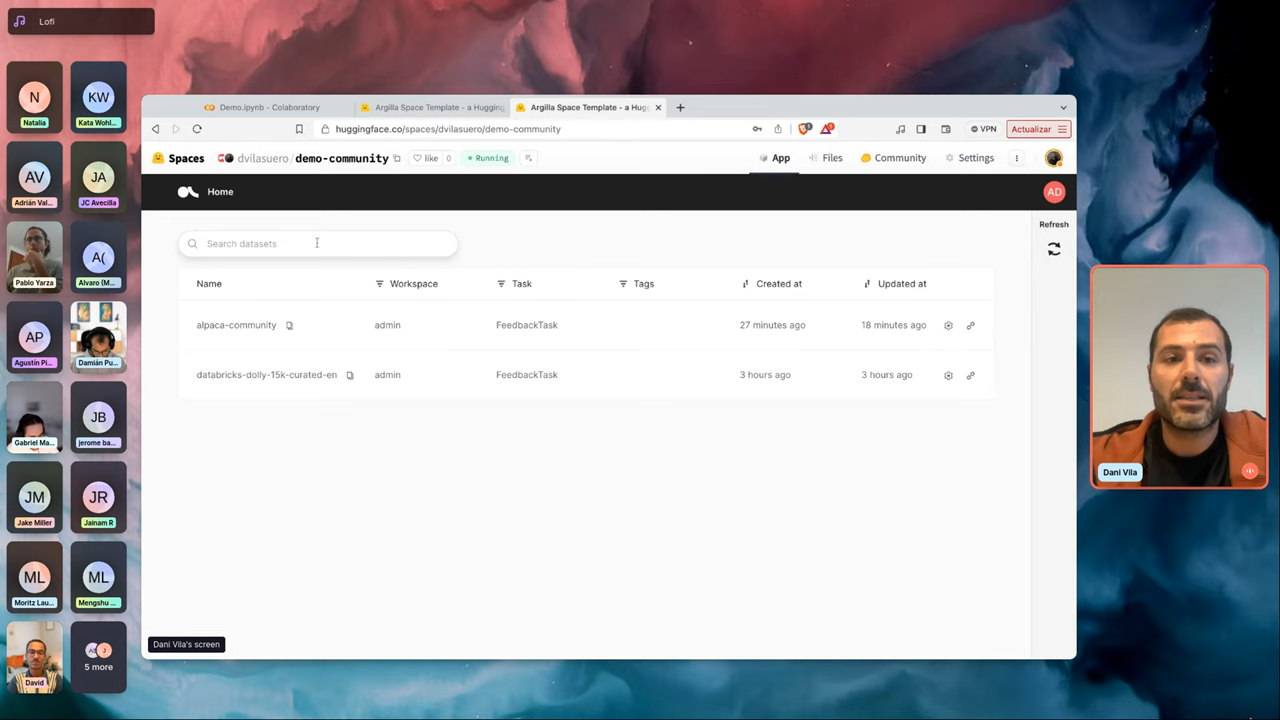 Lofi
N
Natalia
KW
Kata Wohl...
AV
Adrián Val...
JA
JC Avecilla
Pablo Yarza
A(
Alvaro (M...
AP
Agustín Pi...
Damián Pu...
Gabriel Ma...
JB
jerome ba...
JM
Jake Miller
JR
Jainam R
ML
Moritz Lau...
ML
Mengshu ...
David
J
5 more
Demo.ipynb - Colaboratory
Argilla Space Template - a Hugging
Argilla Space Template - a Hugg
huggingface.co/spaces/dvilasuero/demo-community
VPN
Actualizar
Spaces
dvilasuero/demo-community
like 0
Running
App
Files
Community
Settings
Home
AD
Search datasets
Refresh
Name Workspace Task Tags Created at Updated at
alpaca-community admin FeedbackTask 27 minutes ago 18 minutes ago
databricks-dolly-15k-curated-en admin FeedbackTask 3 hours ago 3 hours ago
Dani Vila's screen
Dani Vila